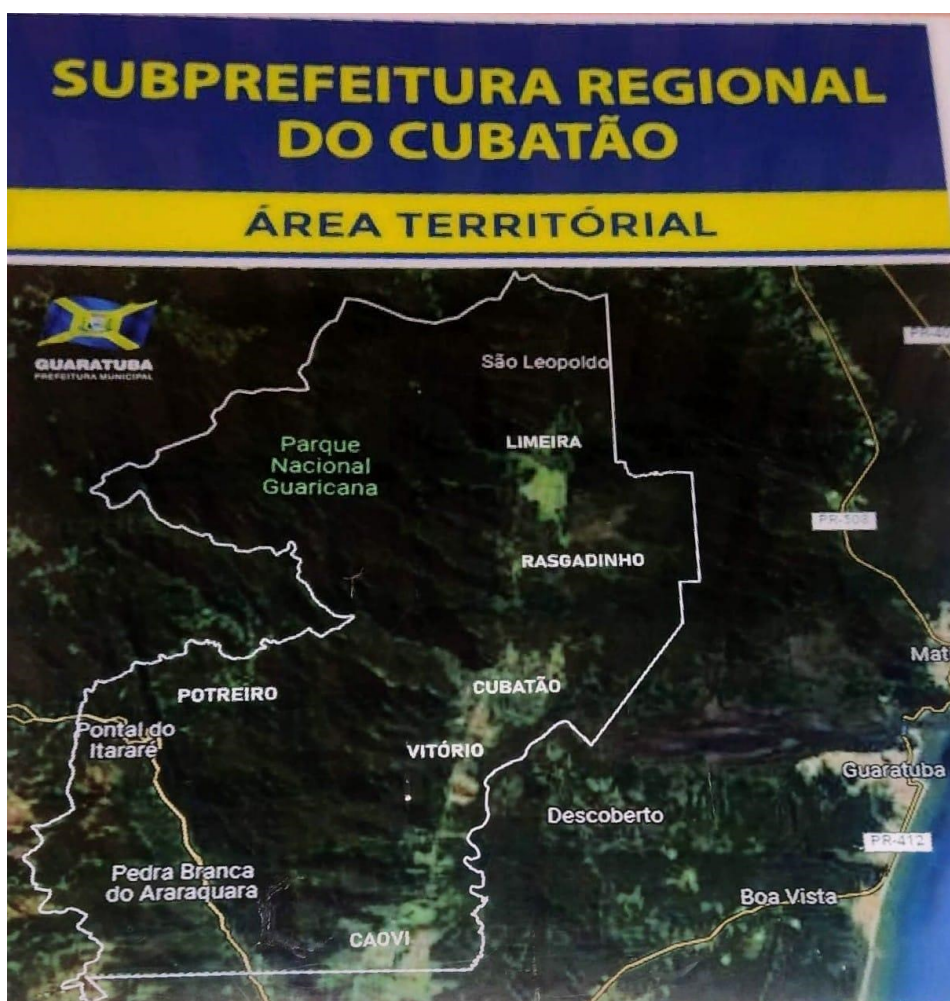 SUBPREFEITURA REGIONAL
DO CUBATÃO
ÁREA TERRITÓRIAL
GUARATUBA
PREFEITURA MUNICIPAL
São Leopoldo
LIMEIRA
Parque
Nacional
Guaricana
PR-508
RASGADINHO
Mat
CUBATÃO
POTREIRO
Pontal do
Itararé
VITÓRIO
Guaratuba
Descoberto
PR-412
Pedra Branca
do Araraquara
Boa Vista
CAOVI